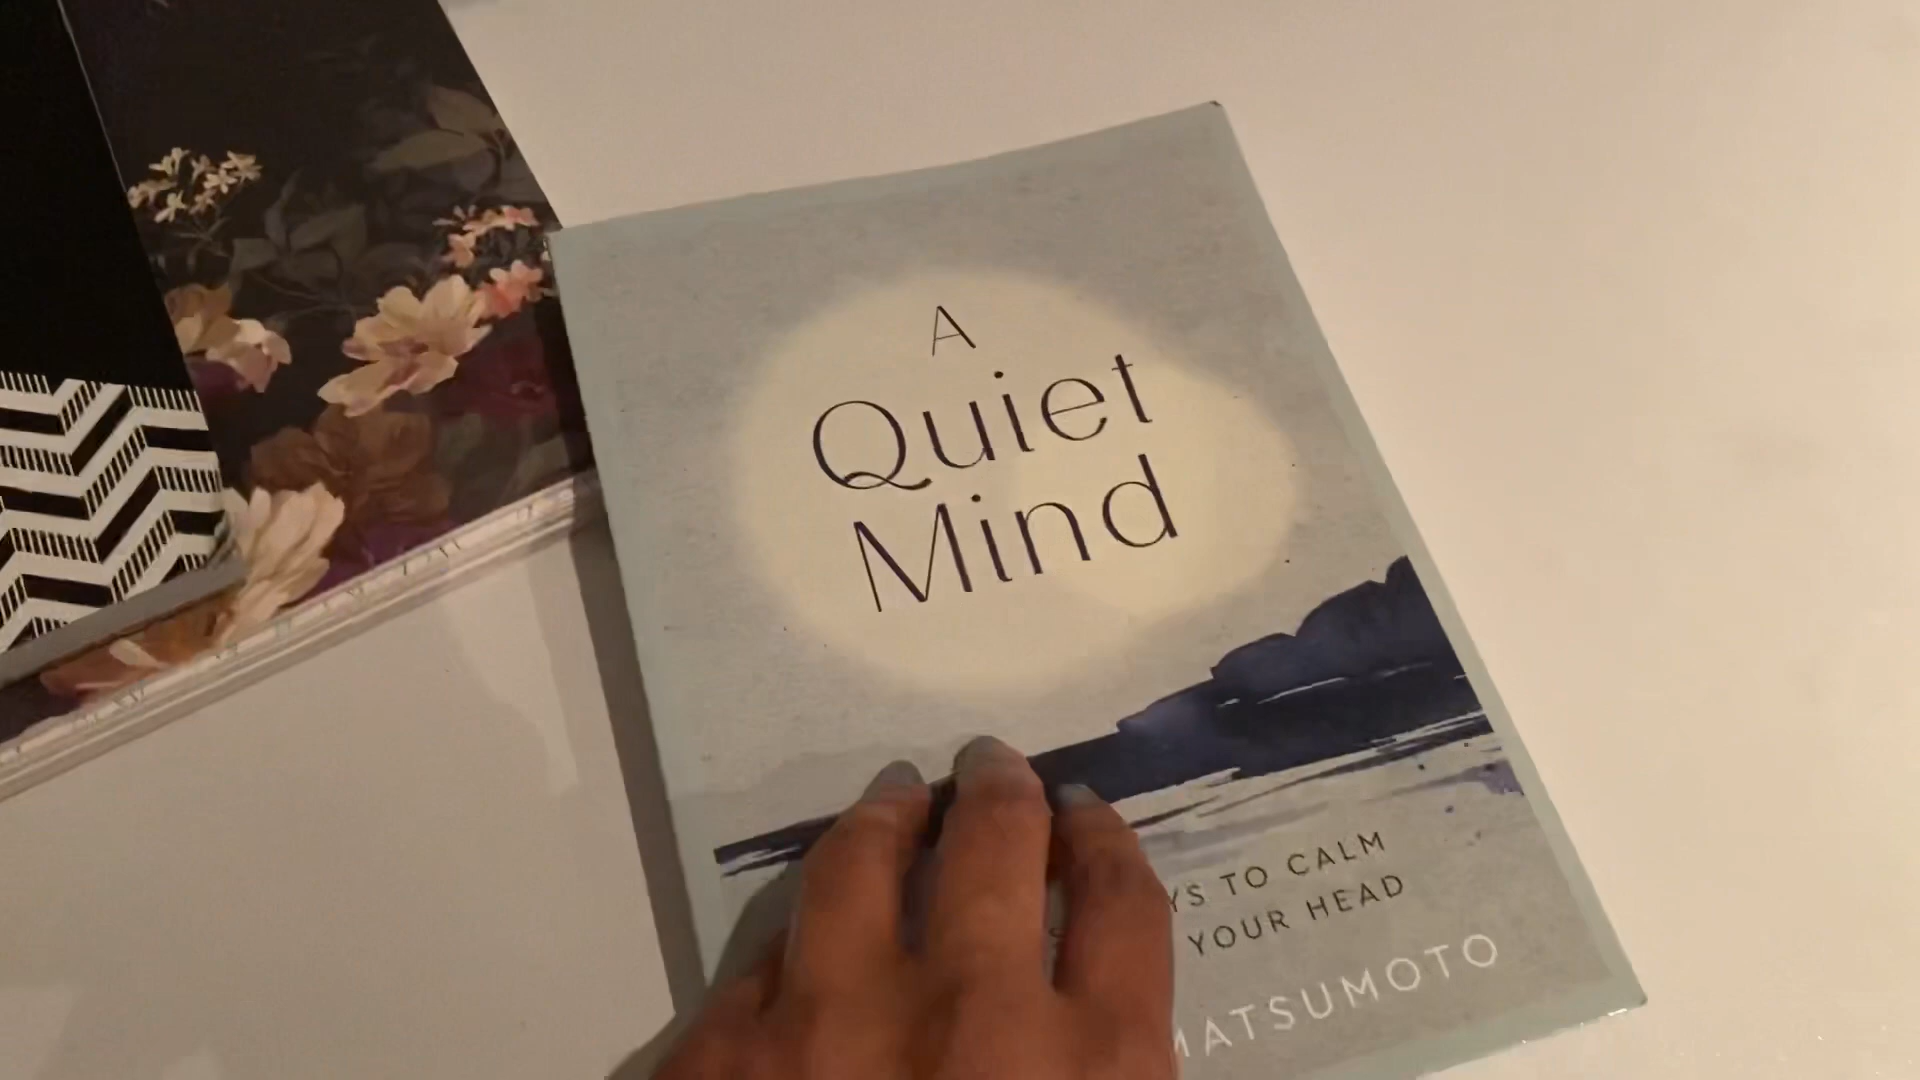 A
Quiet
Mind
TO CALM
YOUR HEAD
MATSUMOTO